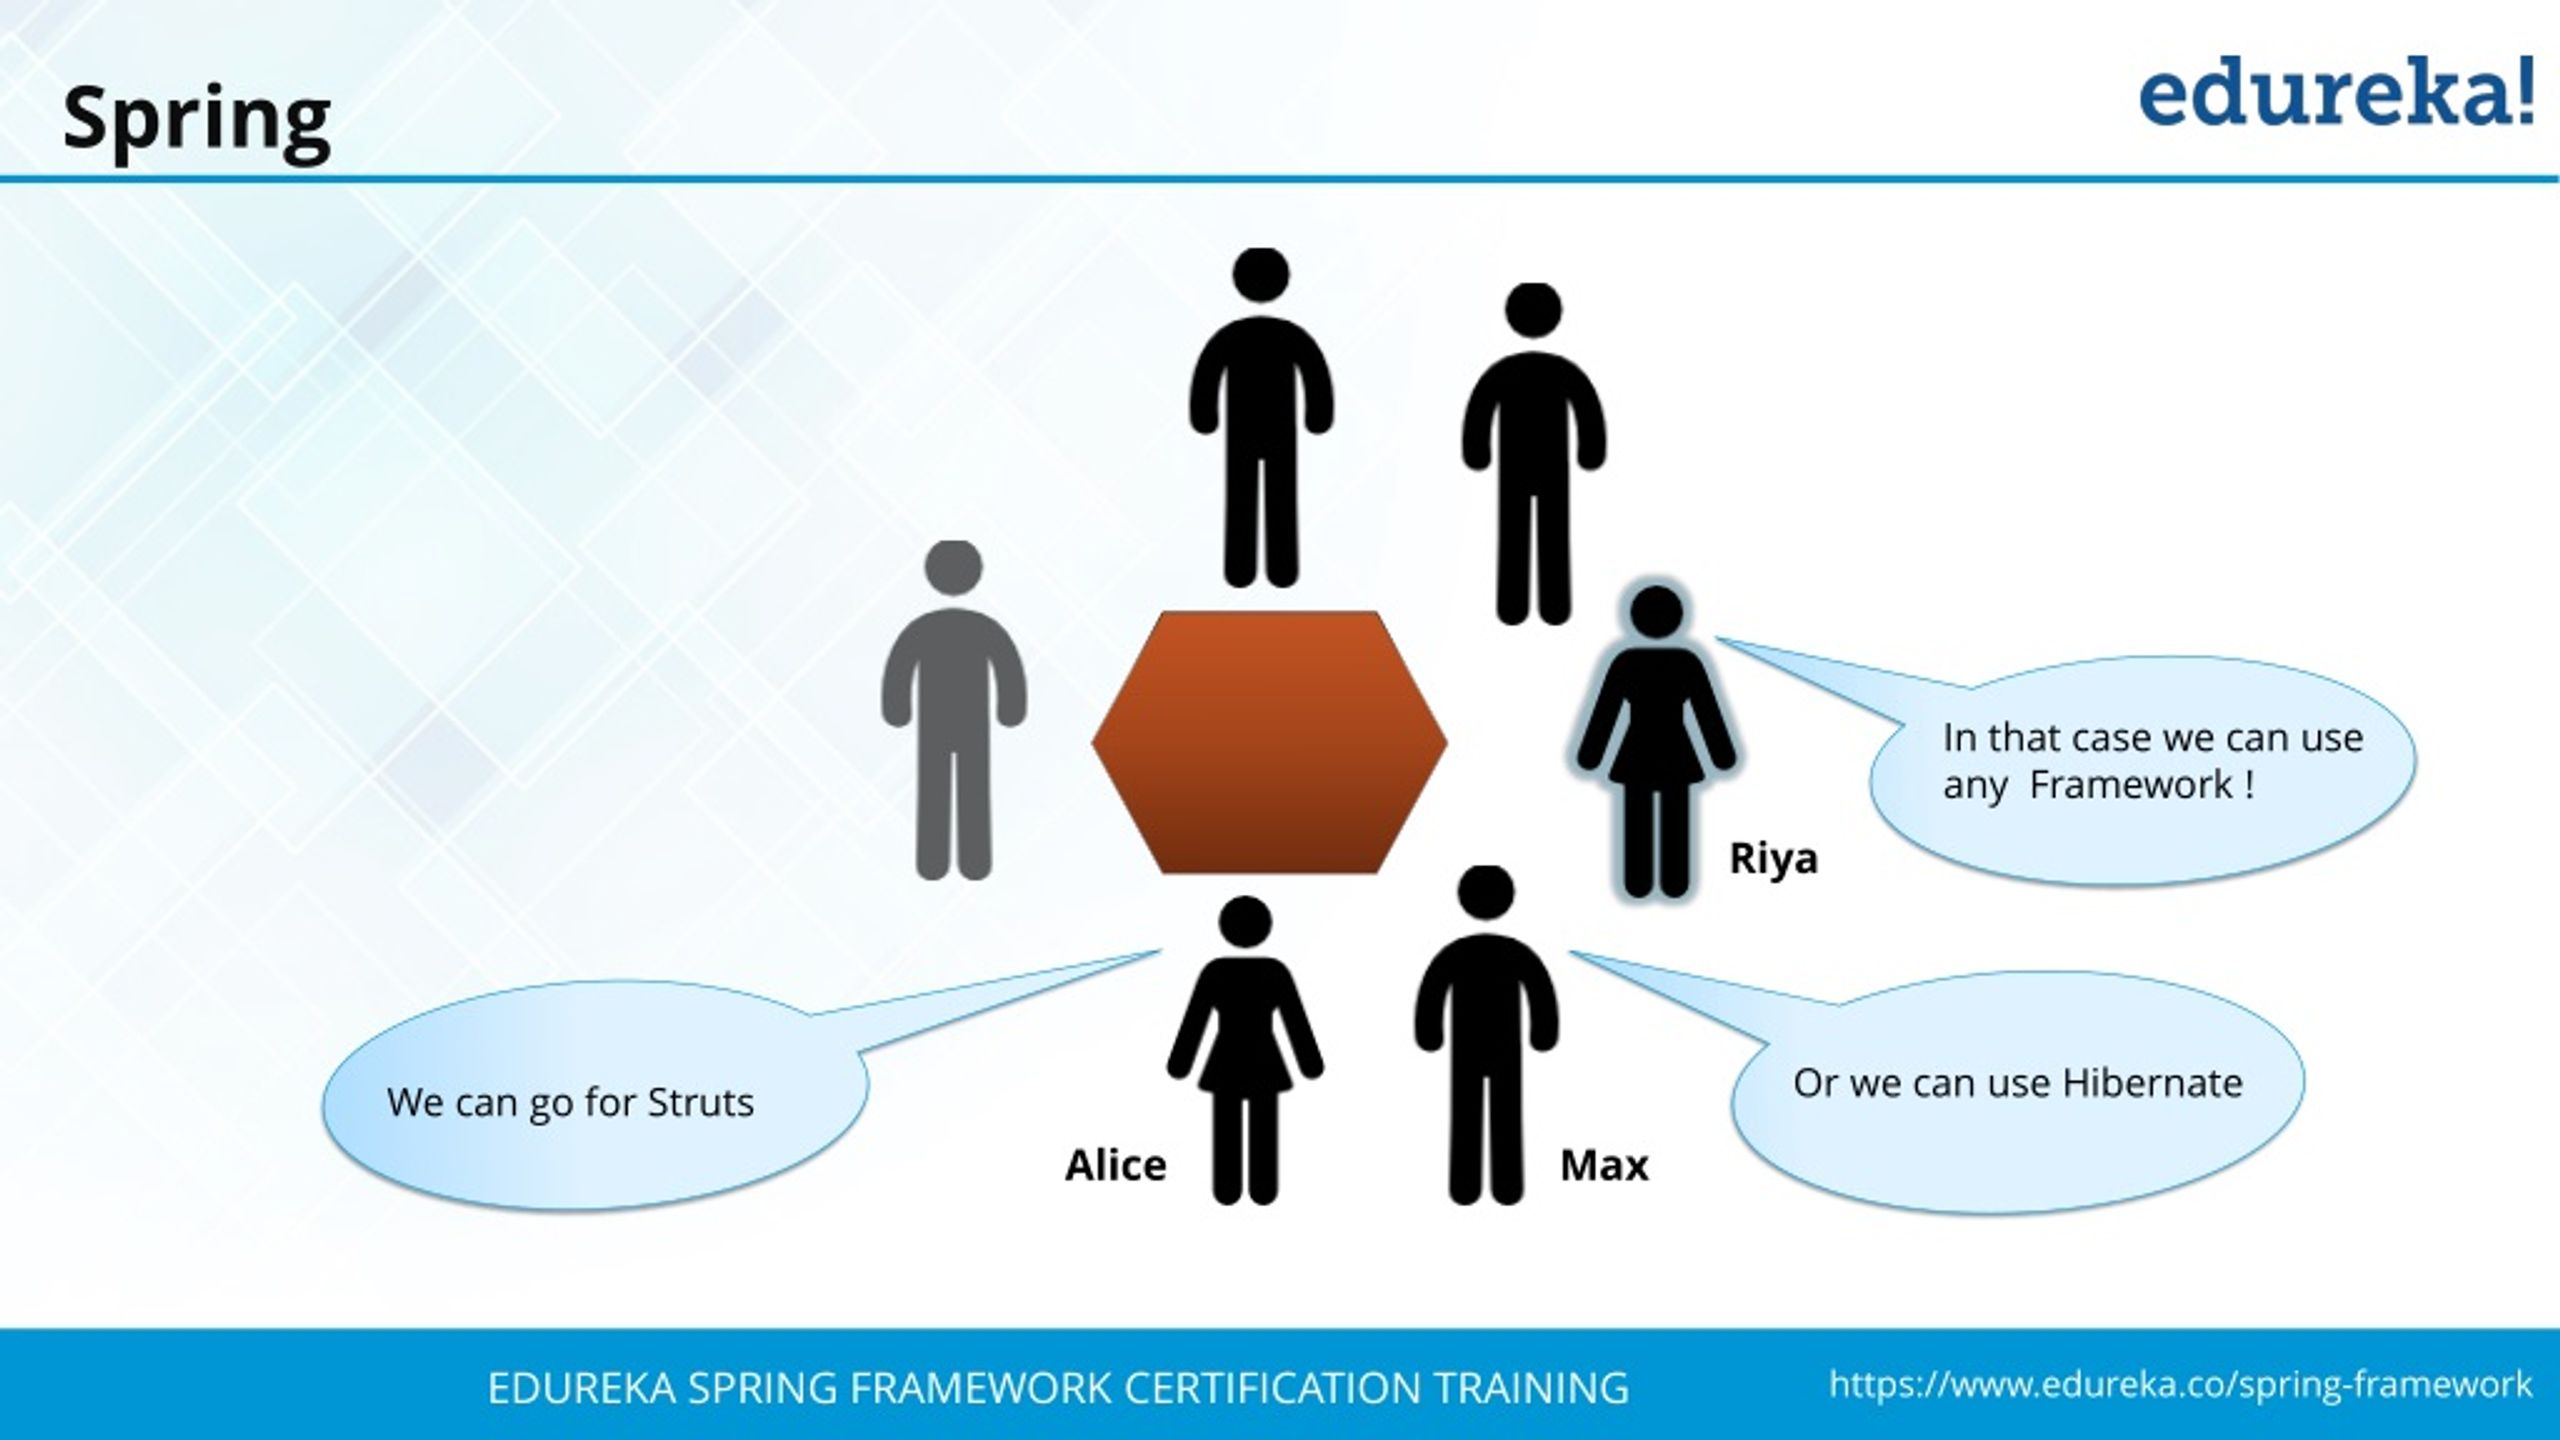 Spring
edureka!
In that case we can use
any  Framework !
Riya
We can go for Struts
Or we can use Hibernate
Alice
Max
EDUREKA SPRING FRAMEWORK CERTIFICATION TRAINING
https://www.edureka.co/spring-framework